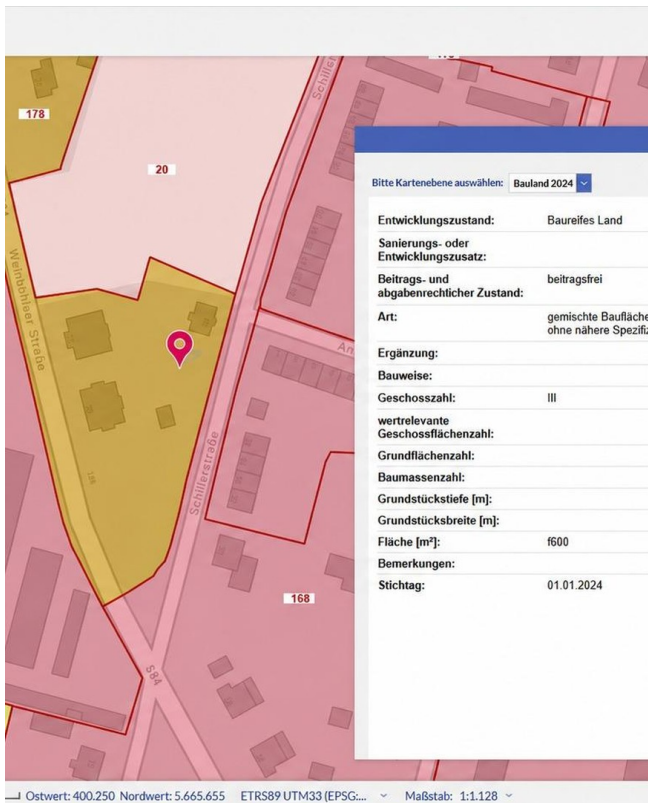 Schiller
178
20
Bitte Kartenebene auswählen: Bauland 2024
Entwicklungszustand: Baureifes Land
Sanierungs- oder
Entwicklungszusatz:
Beitrags- und
abgabenrechtlicher Zustand: beitragsfrei
Art: gemischte Baufläche
ohne nähere Spezifiz
Ergänzung:
Bauweise:
Geschosszahl: III
wertrelevante
Geschossflächenzahl:
Grundflächenzahl:
Baumassenzahl:
Grundstückstiefe [m]:
Grundstücksbreite [m]:
Fläche [m²]: f600
Bemerkungen:
Stichtag: 01.01.2024
Weinböhlaer Straße
An
Schillerstraße
168
S84
Ostwert: 400.250 Nordwert: 5.665.655 ETRS89 UTM33 (EPSG:... Maßstab: 1:1.128